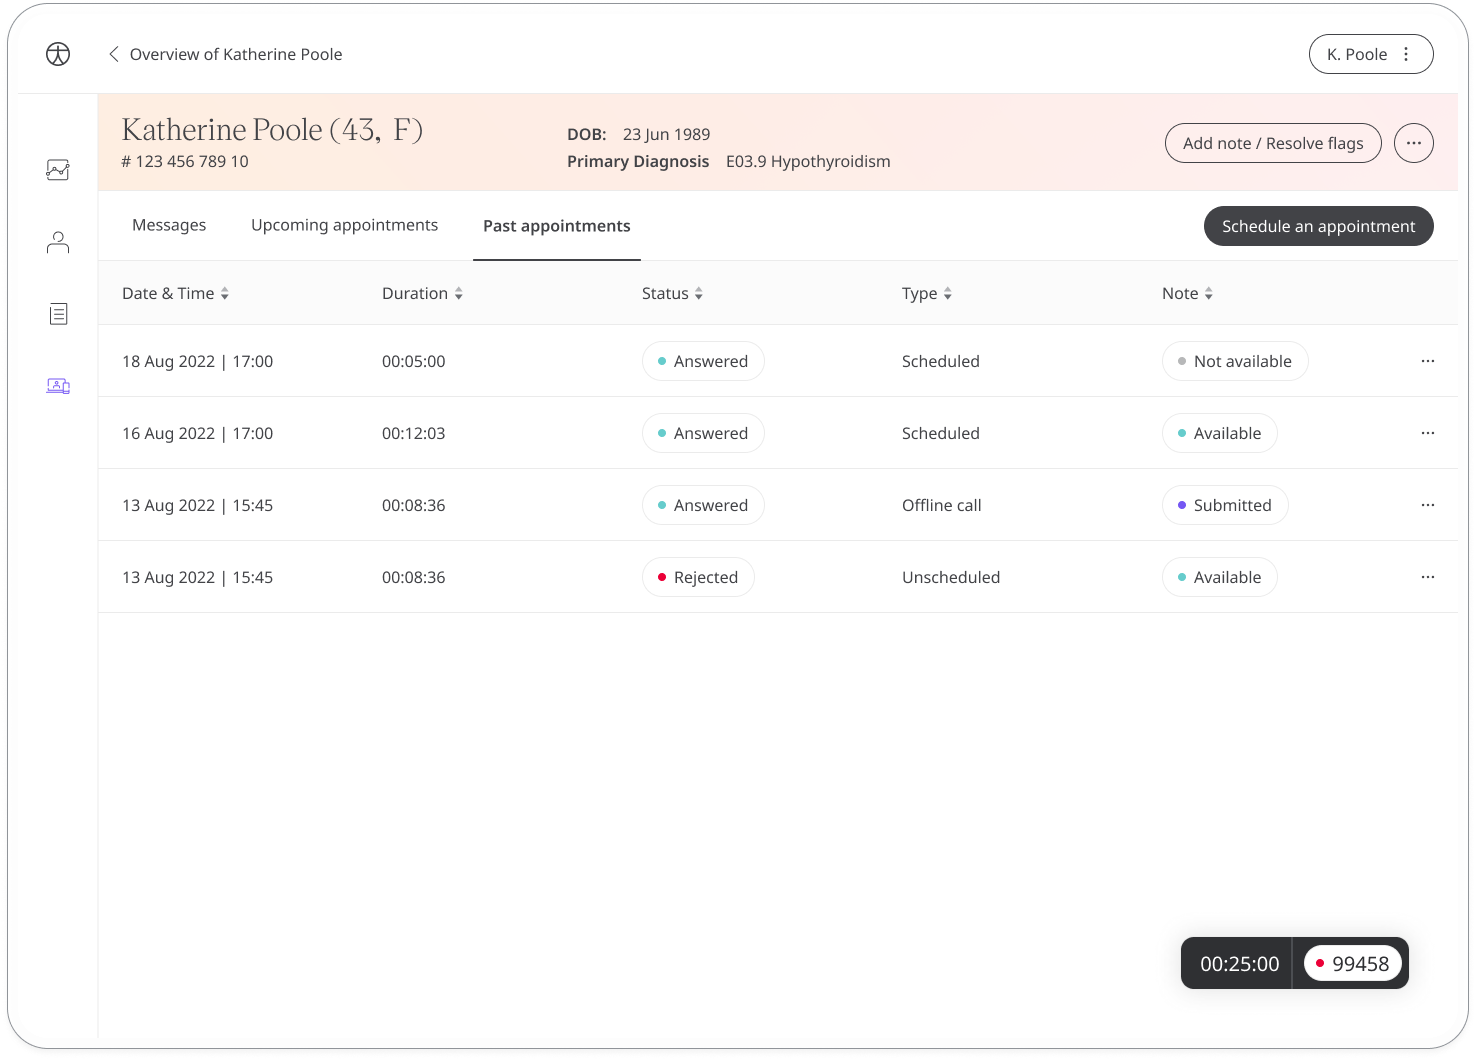 Overview of Katherine Poole
K. Poole
Katherine Poole (43, F)
# 123 456 789 10
DOB: 23 Jun 1989
Primary Diagnosis E03.9 Hypothyroidism
Add note / Resolve flags
Messages Upcoming appointments Past appointments
Schedule an appointment
Date & Time Duration Status Type Note
18 Aug 2022 | 17:00 00:05:00 Answered Scheduled Not available
16 Aug 2022 | 17:00 00:12:03 Answered Scheduled Available
13 Aug 2022 | 15:45 00:08:36 Answered Offline call Submitted
13 Aug 2022 | 15:45 00:08:36 Rejected Unscheduled Available
00:25:00 99458